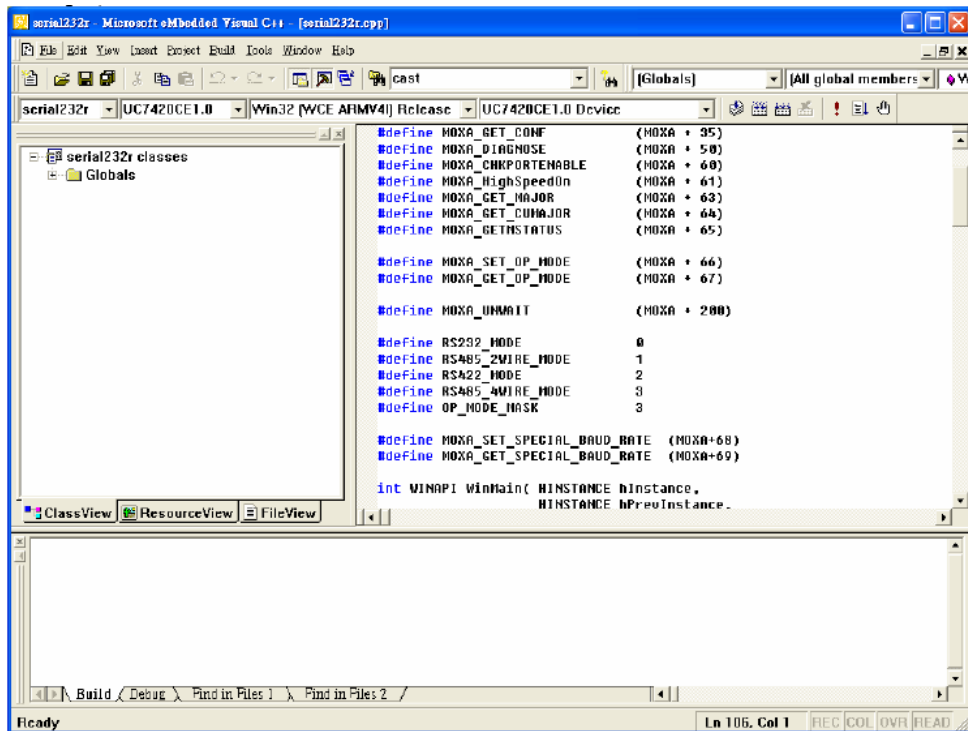 serial232r - Microsoft eMbedded Visual C++ - [serial232r.cpp]
File Edit View Insert Project Build Tools Window Help
cast [Globals] [All global members
serial232r UC7420CE1.0 Win32 [WCE ARMV4I] Release UC7420CE1.0 Device
serial232r classes
Globals
ClassView ResourceView FileView
#define MOXA_GET_CONF (MOXA + 35)
#define MOXA_DIAGNOSE (MOXA + 50)
#define MOXA_CHKPORTENABLE (MOXA + 60)
#define MOXA_HighSpeedOn (MOXA + 61)
#define MOXA_GET_MAJOR (MOXA + 63)
#define MOXA_GET_CUMAJOR (MOXA + 64)
#define MOXA_GETMSTATUS (MOXA + 65)
#define MOXA_SET_OP_MODE (MOXA + 66)
#define MOXA_GET_OP_MODE (MOXA + 67)
#define MOXA_UNWAIT (MOXA + 200)
#define RS232_MODE 0
#define RS485_2WIRE_MODE 1
#define RS422_MODE 2
#define RS485_4WIRE_MODE 3
#define OP_MODE_MASK 3
#define MOXA_SET_SPECIAL_BAUD_RATE (MOXA+68)
#define MOXA_GET_SPECIAL_BAUD_RATE (MOXA+69)
int WINAPI WinMain( HINSTANCE hInstance,
HINSTANCE hPrevInstance,
Build Debug Find in Files 1 Find in Files 2
Ready Ln 106, Col 1 REC COL OVR READ